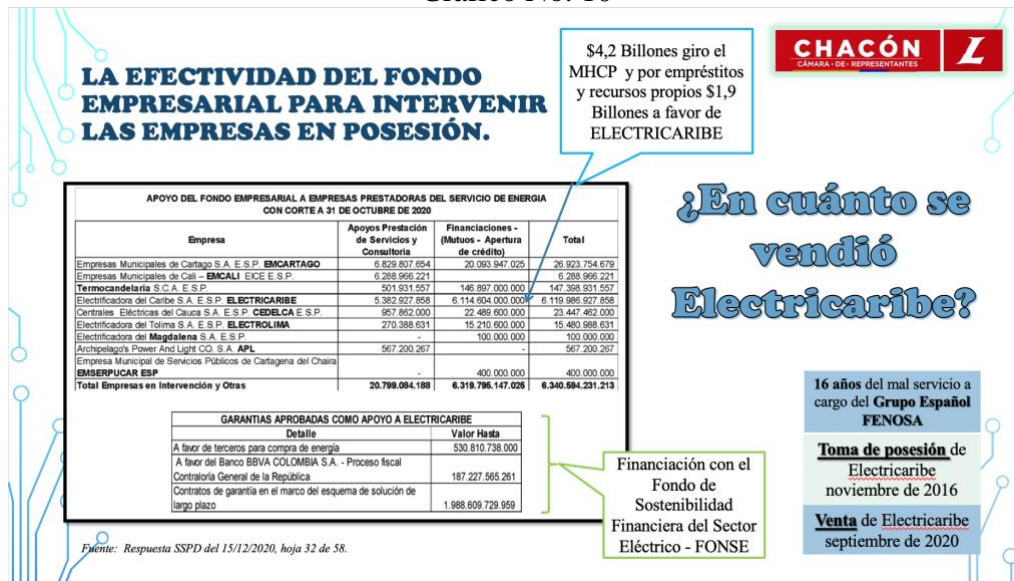 Gráfico No. 10
LA EFECTIVIDAD DEL FONDO
EMPRESARIAL PARA INTERVENIR
LAS EMPRESAS EN POSESIÓN.
$4,2 Billones giro el
MHCP y por empréstitos
y recursos propios $1,9
Billones a favor de
ELECTRICARIBE
CHACÓN
CÁMARA · DE · REPRESENTANTES
L
APOYO DEL FONDO EMPRESARIAL A EMPRESAS PRESTADORAS DEL SERVICIO DE ENERGIA
CON CORTE A 31 DE OCTUBRE DE 2020
Empresa
Apoyos Prestación
de Servicios y
Consultoria
Financiaciones -
(Mutuos - Apertura
de crédito)
Total
Empresas Municipales de Cartago S.A. E.S.P. EMCARTAGO 6.829.807.654 20.093.947.025 26.923.754.679
Empresas Municipales de Cali – EMCALI EICE E.S.P. 6.288.966.221 6.288.966.221
Termocandelaria S.C.A. E.S.P. 501.931.557 146.897.000.000 147.398.931.557
Electrificadora del Caribe S.A. E.S.P. ELECTRICARIBE 5.382.927.858 6.114.604.000.000 6.119.986.927.858
Centrales Eléctricas del Cauca S.A. E.S.P. CEDELCA E.S.P. 957.862.000 22.489.600.000 23.447.462.000
Electrificadora del Tolima S.A. E.S.P. ELECTROLIMA 270.388.631 15.210.600.000 15.480.988.631
Electrificadora del Magdalena S.A. E.S.P. - 100.000.000 100.000.000
Archipelago's Power And Light CO. S.A. APL 567.200.267 - 567.200.267
Empresa Municipal de Servicios Públicos de Cartagena del Chaira
EMSERPUCAR ESP - 400.000.000 400.000.000
Total Empresas en Intervención y Otras 20.799.084.188 6.319.795.147.025 6.340.594.231.213
GARANTIAS APROBADAS COMO APOYO A ELECTRICARIBE
Detalle Valor Hasta
A favor de terceros para compra de energía 530.810.738.000
A favor del Banco BBVA COLOMBIA S.A. - Proceso fiscal
Contraloría General de la República 187.227.565.261
Contratos de garantía en el marco del esquema de solución de
largo plazo 1.988.609.729.959
Fuente: Respuesta SSPD del 15/12/2020, hoja 32 de 58.
Financiación con el
Fondo de
Sostenibilidad
Financiera del Sector
Eléctrico - FONSE
¿En cuánto se
vendió
Electricaribe?
16 años del mal servicio a
cargo del Grupo Español
FENOSA
Toma de posesión de
Electricaribe
noviembre de 2016
Venta de Electricaribe
septiembre de 2020